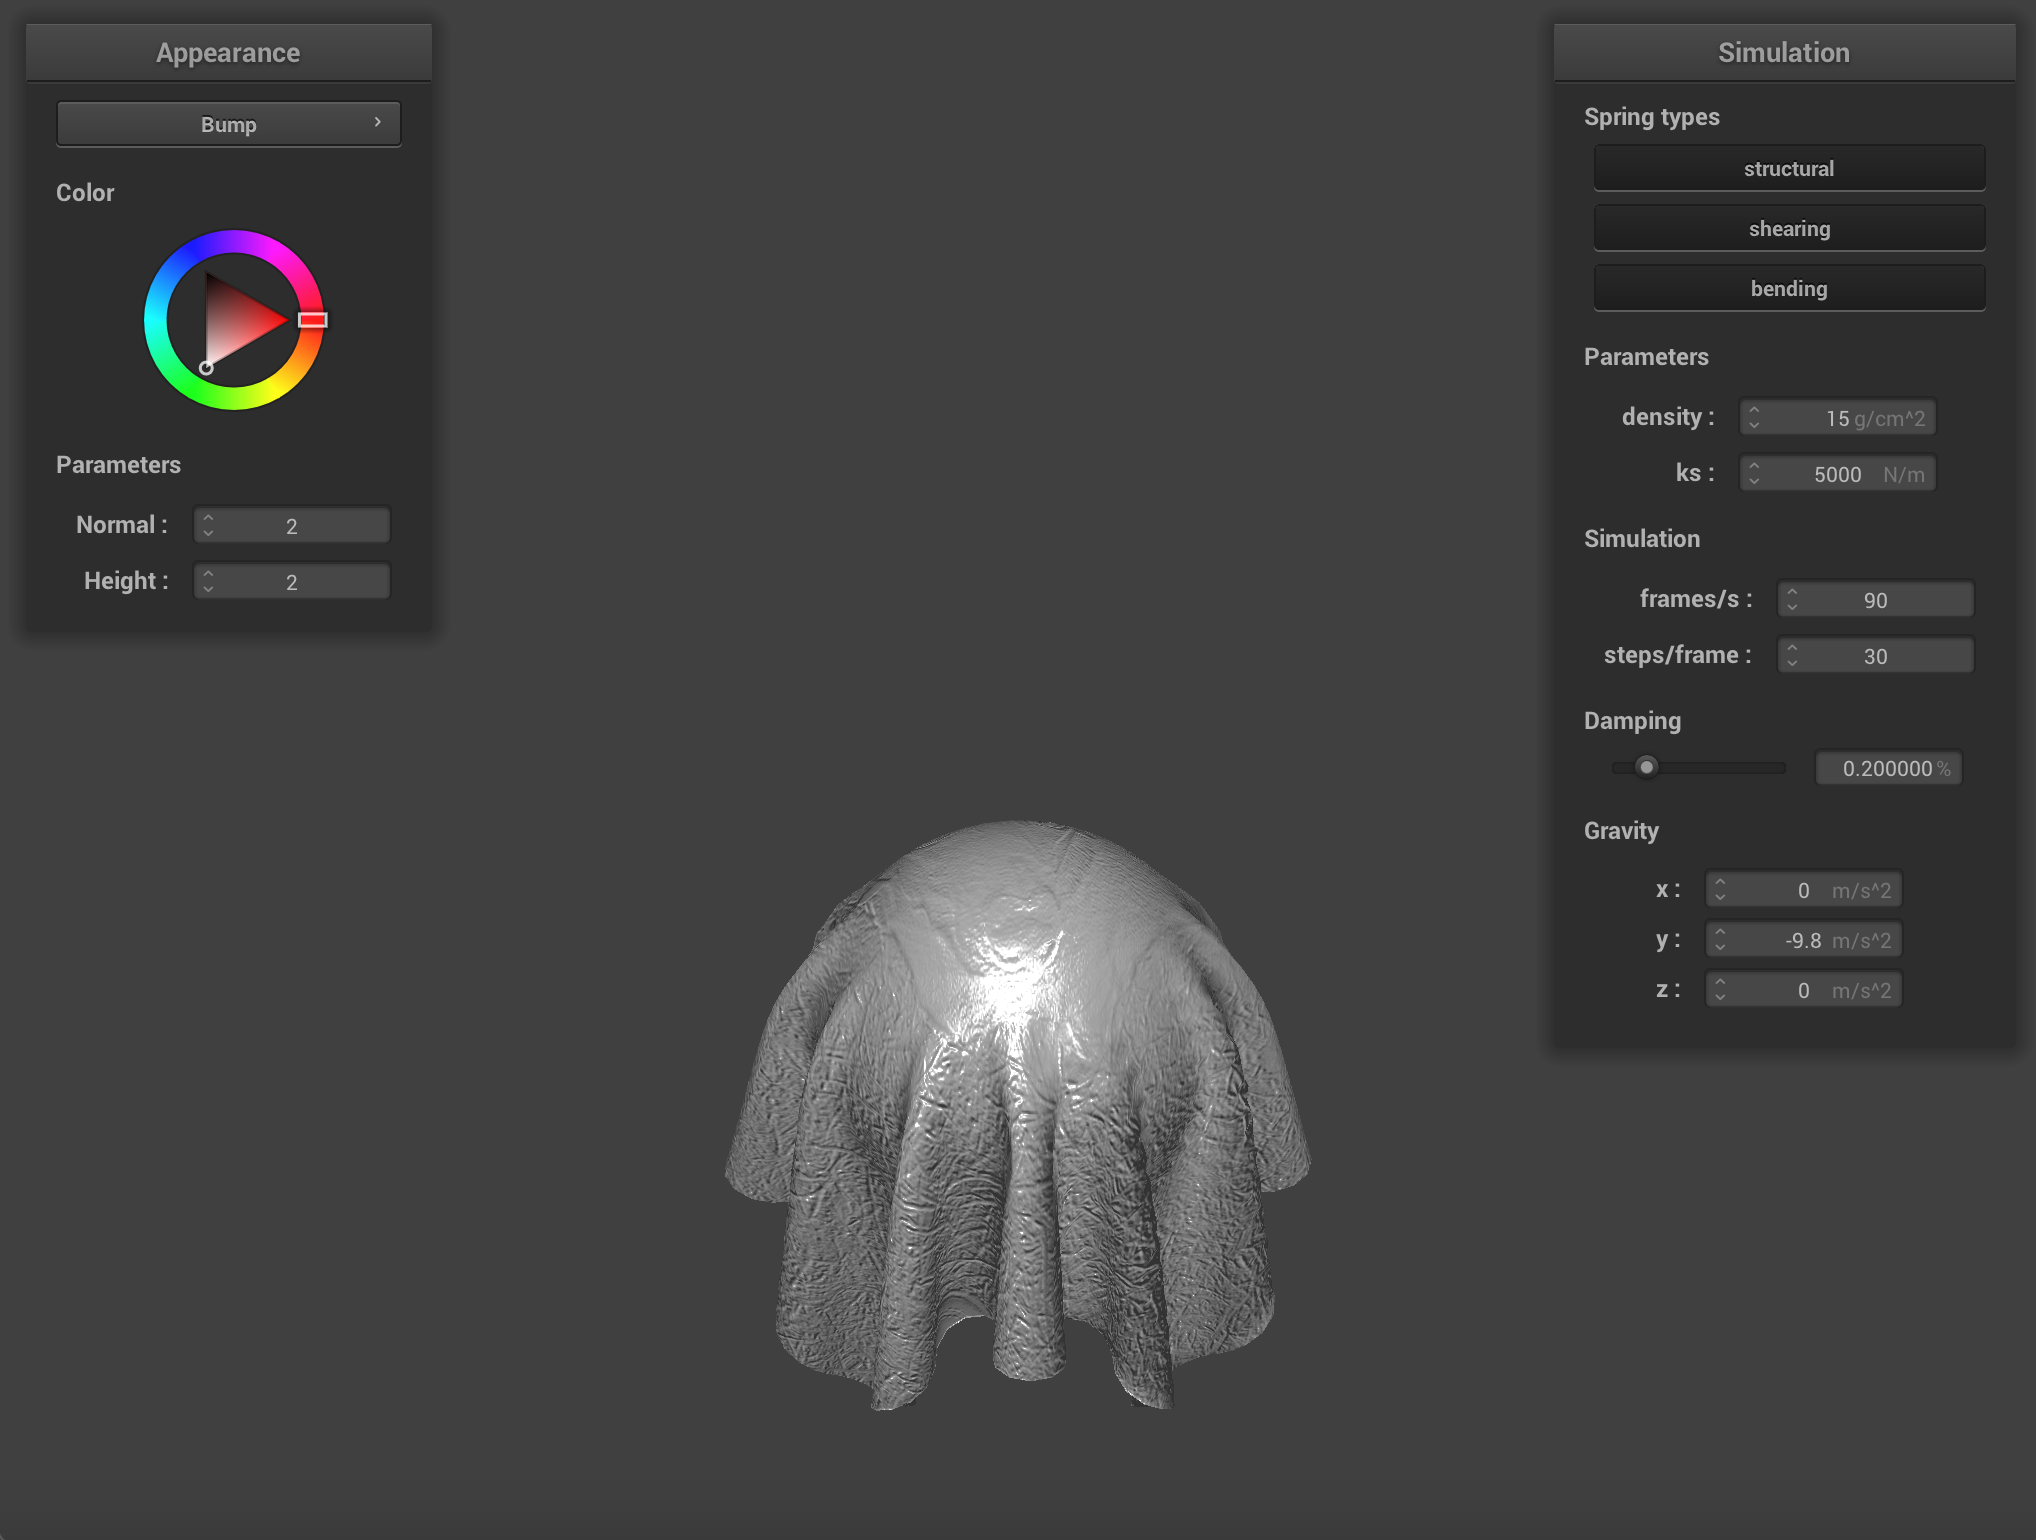 Appearance
Bump
Color
Parameters
Normal : 2
Height : 2
Simulation
Spring types
structural
shearing
bending
Parameters
density : 15 g/cm^2
ks : 5000 N/m
Simulation
frames/s : 90
steps/frame : 30
Damping
0.200000 %
Gravity
x : 0 m/s^2
y : -9.8 m/s^2
z : 0 m/s^2